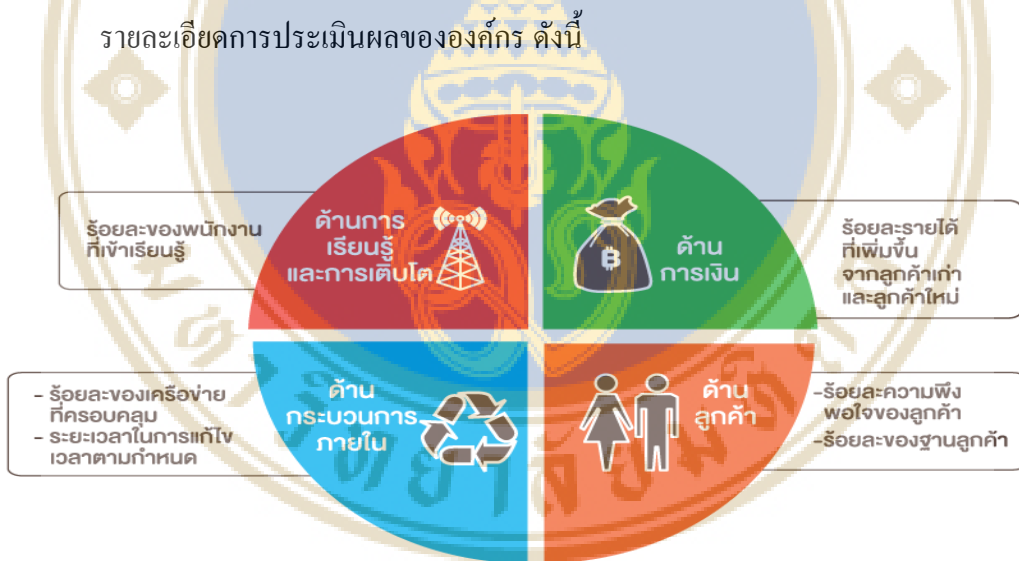 รายละเอียดการประเมินผลขององค์กร ดังนี้
ร้อยละของพนักงาน
ที่เข้าเรียนรู้
ด้านการ
เรียนรู้
และการเติบโต
ด้าน
การเงิน
฿
ร้อยละรายได้
ที่เพิ่มขึ้น
จากลูกค้าเก่า
และลูกค้าใหม่
- ร้อยละของเครือข่าย
ที่ครอบคลุม
- ระยะเวลาในการแก้ไข
เวลาตามกำหนด
ด้าน
กระบวนการ
ภายใน
ด้าน
ลูกค้า
-ร้อยละความพึง
พอใจของลูกค้า
-ร้อยละของฐานลูกค้า